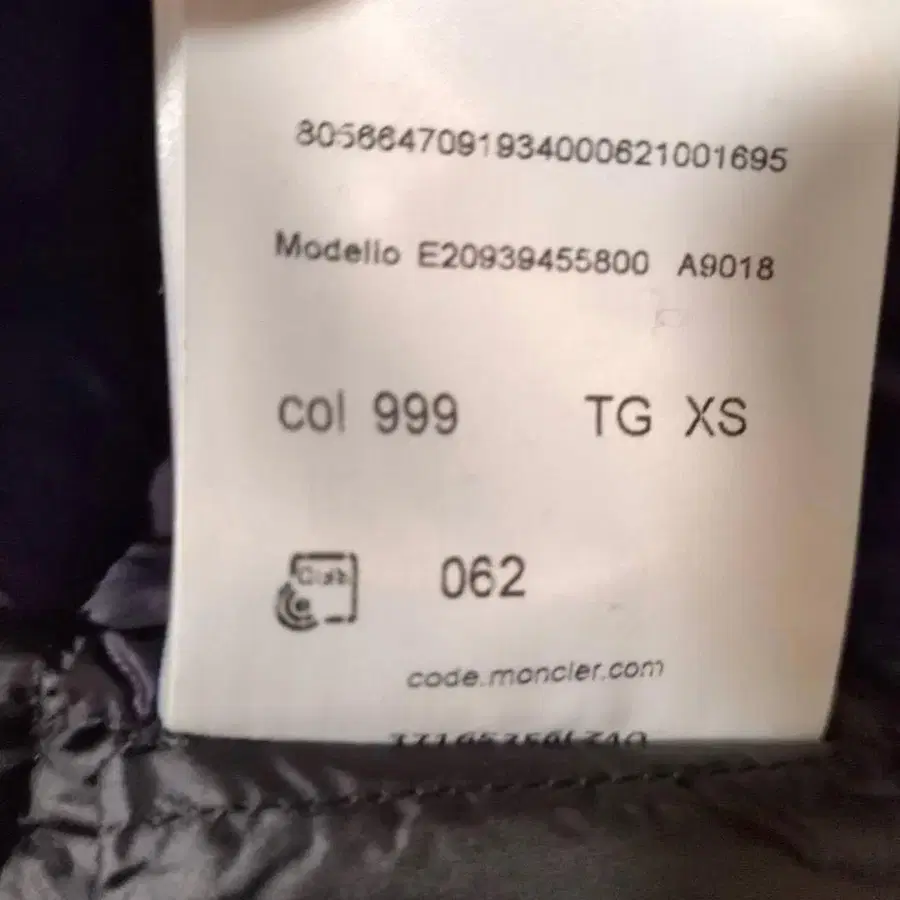 8056647091934000621001695
Modello E20939455800 A9018
col 999 TG XS
062
code.moncler.com